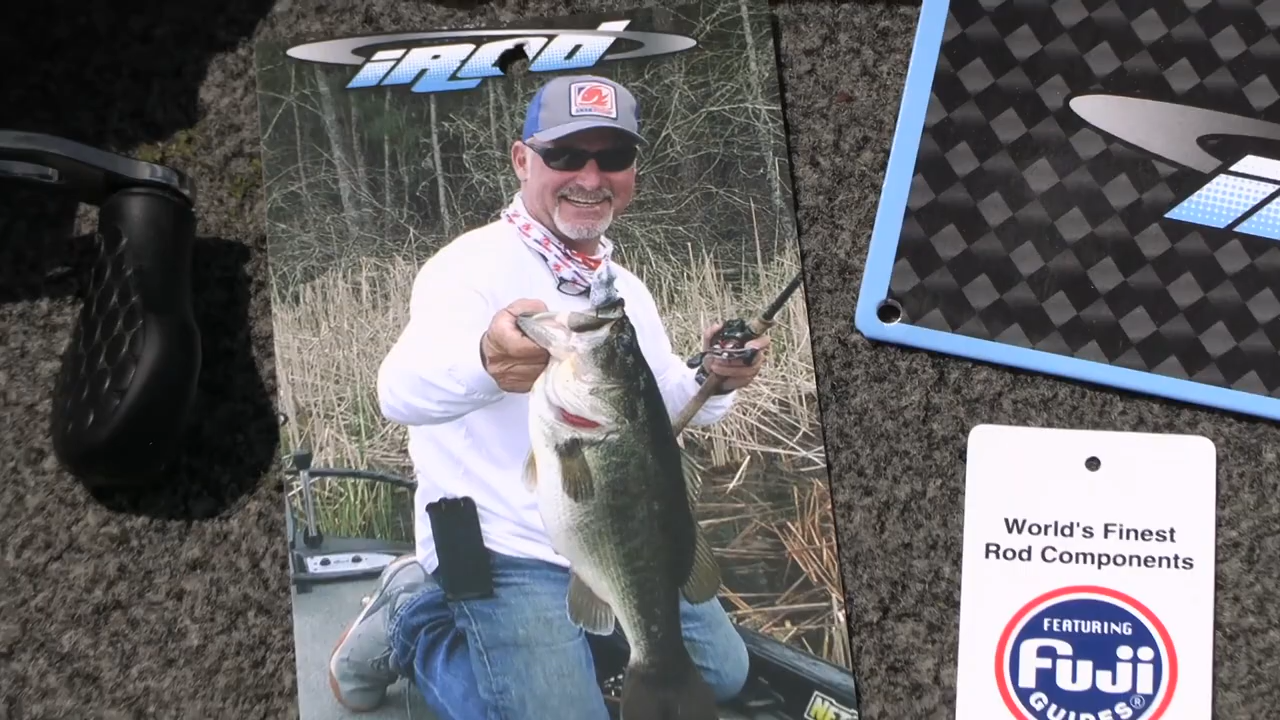 iROD
World's Finest
Rod Components
FEATURING
Fuji
GUIDES®